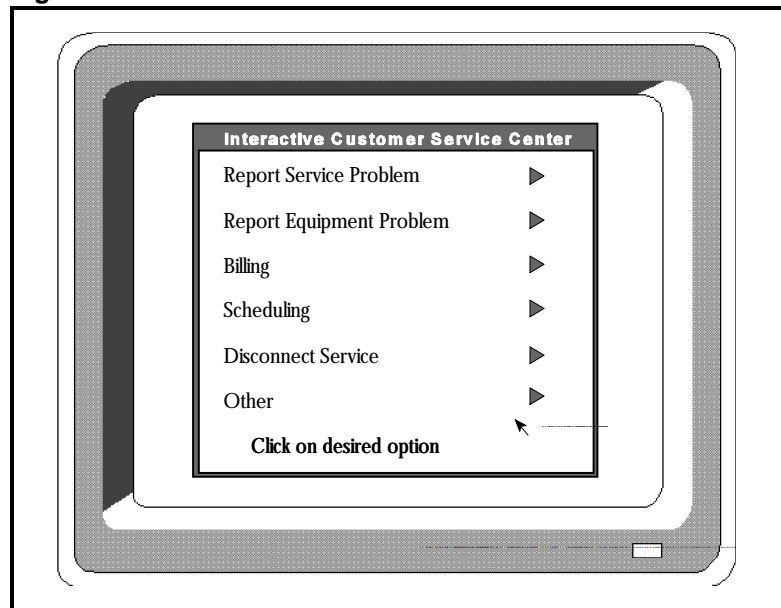 Interactive Customer Service Center
Report Service Problem
Report Equipment Problem
Billing
Scheduling
Disconnect Service
Other
Click on desired option